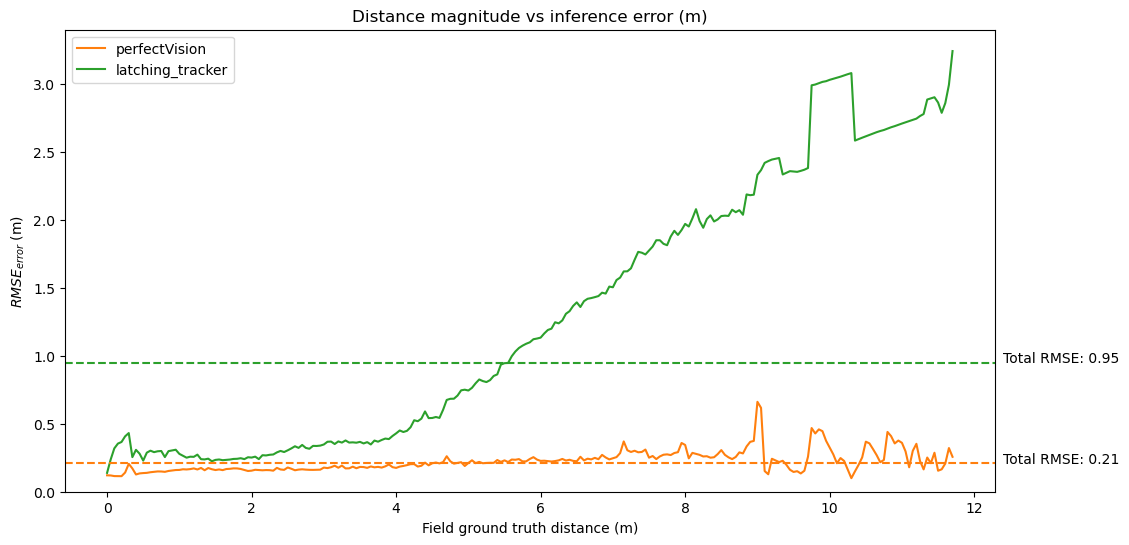 Distance magnitude vs inference error (m)
perfectVision
latching_tracker
3.0
2.5
2.0
1.5
1.0
0.5
0.0
RMSE_error (m)
Total RMSE: 0.95
Total RMSE: 0.21
0 2 4 6 8 10 12
Field ground truth distance (m)